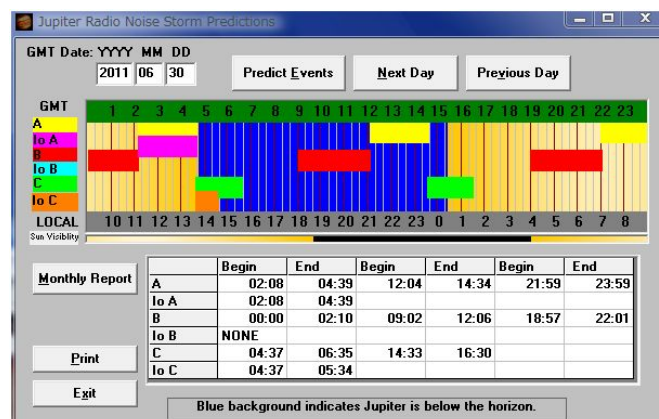 Jupiter Radio Noise Storm Predictions
GMT Date: YYYY MM DD
2011 06 30
Predict Events Next Day Previous Day
GMT 1 2 3 4 5 6 7 8 9 10 11 12 13 14 15 16 17 18 19 20 21 22 23
A
Io A
B
Io B
C
Io C
LOCAL 10 11 12 13 14 15 16 17 18 19 20 21 22 23 0 1 2 3 4 5 6 7 8
Sun Visiblity
Monthly Report
Begin End Begin End Begin End
A 02:08 04:39 12:04 14:34 21:59 23:59
Io A 02:08 04:39
B 00:00 02:10 09:02 12:06 18:57 22:01
Io B NONE
C 04:37 06:35 14:33 16:30
Io C 04:37 05:34
Print
Exit
Blue background indicates Jupiter is below the horizon.